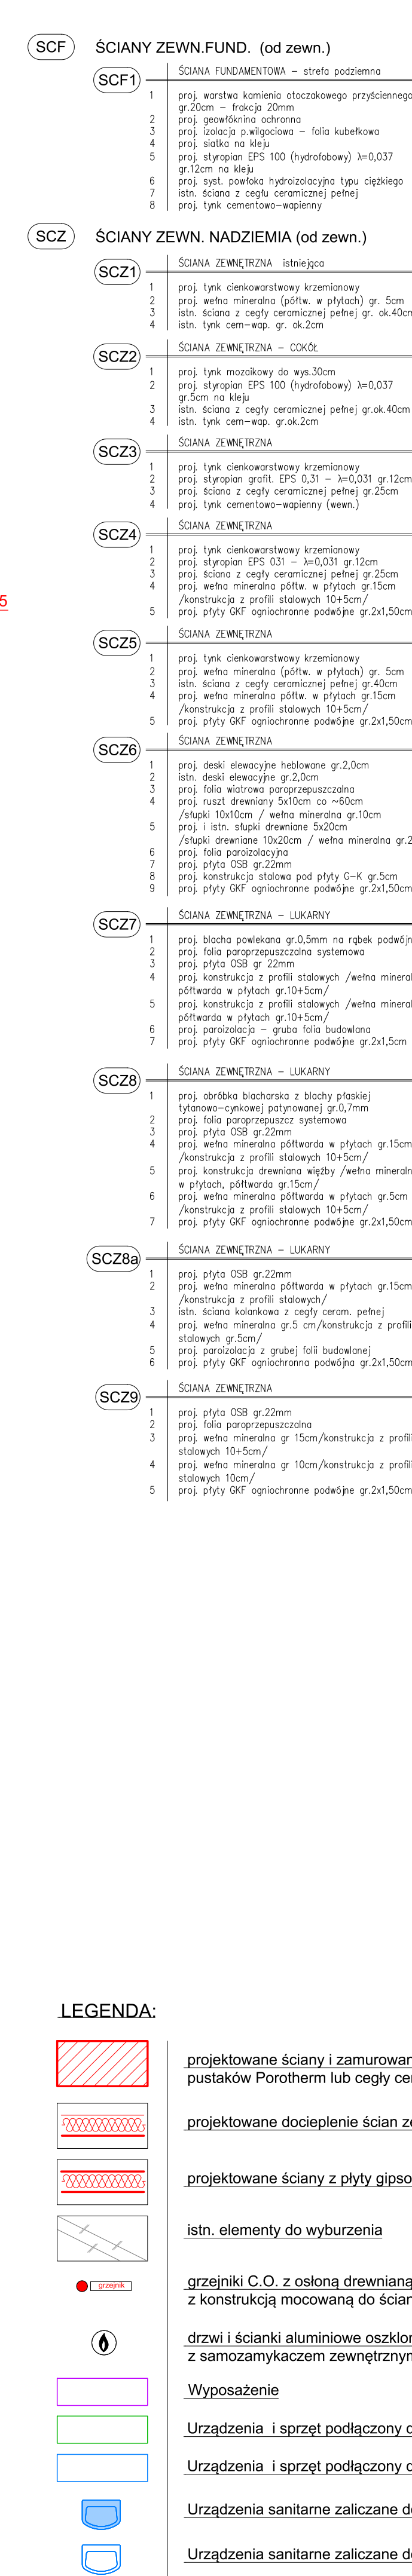 SCF ŚCIANY ZEWN.FUND. (od zewn.)
SCF1 ŚCIANA FUNDAMENTOWA – strefa podziemna
1 proj. warstwa kamienia otoczakowego przyściennego
gr.20cm – frakcja 20mm
2 proj. geowłóknina ochronna
3 proj. izolacja p.wilgociowa – folia kubełkowa
4 proj. siatka na kleju
5 proj. styropian EPS 100 (hydrofobowy) λ=0,037
gr.12cm na kleju
6 proj. syst. powłoka hydroizolacyjna typu ciężkiego
7 istn. ściana z cegłu ceramicznej pełnej
8 proj. tynk cementowo-wapienny
SCZ ŚCIANY ZEWN. NADZIEMIA (od zewn.)
SCZ1 ŚCIANA ZEWNĘTRZNA istniejąca
1 proj. tynk cienkowarstwowy krzemianowy
2 proj. wełna mineralna (półtw. w płytach) gr. 5cm
3 istn. ściana z cegły ceramicznej pełnej gr. ok.40cm
4 istn. tynk cem-wap. gr. ok.2cm
SCZ2 ŚCIANA ZEWNĘTRZNA – COKÓŁ
1 proj. tynk mozaikowy do wys.30cm
2 proj. styropian EPS 100 (hydrofobowy) λ=0,037
gr.5cm na kleju
3 istn. ściana z cegły ceramicznej pełnej gr.ok.40cm
4 istn. tynk cem-wap. gr.ok.2cm
SCZ3 ŚCIANA ZEWNĘTRZNA
1 proj. tynk cienkowarstwowy krzemianowy
2 proj. styropian grafit. EPS 0,31 – λ=0,031 gr.12cm
3 proj. ściana z cegły ceramicznej pełnej gr.25cm
4 proj. tynk cementowo-wapienny (wewn.)
SCZ4 ŚCIANA ZEWNĘTRZNA
1 proj. tynk cienkowarstwowy krzemianowy
2 proj. styropian EPS 031 – λ=0,031 gr.12cm
3 proj. ściana z cegły ceramicznej pełnej gr.25cm
4 proj. wełna mineralna półtw. w płytach gr.15cm
/konstrukcja z profili stalowych 10+5cm/
5
5 proj. płyty GKF ogniochronne podwójne gr.2x1,50cm
SCZ5 ŚCIANA ZEWNĘTRZNA
1 proj. tynk cienkowarstwowy krzemianowy
2 proj. wełna mineralna (półtw. w płytach) gr. 5cm
3 istn. ściana z cegły ceramicznej pełnej gr.40cm
4 proj. wełna mineralna półtw. w płytach gr.15cm
/konstrukcja z profili stalowych 10+5cm/
5 proj. płyty GKF ogniochronne podwójne gr.2x1,50cm
SCZ6 ŚCIANA ZEWNĘTRZNA
1 proj. deski elewacyjne heblowane gr.2,0cm
2 istn. deski elewacyjne gr.2,0cm
3 proj. folia wiatrowa paroprzepuszczalna
4 proj. ruszt drewniany 5x10cm co ~60cm
/słupki 10x10cm / wełna mineralna gr.10cm
5 proj. i istn. słupki drewniane 5x20cm
/słupki drewniane 10x20cm / wełna mineralna gr.2
6 proj. folia paroizolacyjna
7 proj. płyta OSB gr.22mm
8 proj. konstrukcja stalowa pod płyty G-K gr.5cm
9 proj. płyty GKF ogniochronne podwójne gr.2x1,50cm
SCZ7 ŚCIANA ZEWNĘTRZNA – LUKARNY
1 proj. blacha powlekana gr.0,5mm na rąbek podwójn
2 proj. folia paroprzepuszczalna systemowa
3 proj. płyta OSB gr 22mm
4 proj. konstrukcja z profili stalowych /wełna mineral
półtwarda w płytach gr.10+5cm/
5 proj. konstrukcja z profili stalowych /wełna mineral
półtwarda w płytach gr.10+5cm/
6 proj. paroizolacja – gruba folia budowlana
7 proj. płyty GKF ogniochronne podwójne gr.2x1,5cm
SCZ8 ŚCIANA ZEWNĘTRZNA – LUKARNY
1 proj. obróbka blacharska z blachy płaskiej
tytanowo-cynkowej patynowanej gr.0,7mm
2 proj. folia paroprzepuszcz systemowa
3 proj. płyta OSB gr.22mm
4 proj. wełna mineralna półtwarda w płytach gr.15cm
/konstrukcja z profili stalowych 10+5cm/
5 proj. konstrukcja drewniana więźby /wełna mineraln
w płytach, półtwarda gr.15cm/
6 proj. wełna mineralna półtwarda w płytach gr.5cm
/konstrukcja z profili stalowych 10+5cm/
7 proj. płyty GKF ogniochronne podwójne gr.2x1,50cm
SCZ8a ŚCIANA ZEWNĘTRZNA – LUKARNY
1 proj. płyta OSB gr.22mm
2 proj. wełna mineralna półtwarda w płytach gr.15cm
/konstrukcja z profili stalowych/
3 istn. ściana kolankowa z cegły ceram. pełnej
4 proj. wełna mineralna gr.5 cm/konstrukcja z profili
stalowych gr.5cm/
5 proj. paroizolacja z grubej folii budowlanej
6 proj. płyty GKF ogniochronna podwójna gr.2x1,50cm
SCZ9 ŚCIANA ZEWNĘTRZNA
1 proj. płyta OSB gr.22mm
2 proj. folia paroprzepuszczalna
3 proj. wełna mineralna gr 15cm/konstrukcja z profili
stalowych 10+5cm/
4 proj. wełna mineralna gr 10cm/konstrukcja z profili
stalowych 10cm/
5 proj. płyty GKF ogniochronne podwójne gr.2x1,50cm
LEGENDA:
projektowane ściany i zamurowan
pustaków Porotherm lub cegły cer
projektowane docieplenie ścian ze
projektowane ściany z płyty gipso
istn. elementy do wyburzenia
grzejnik grzejniki C.O. z osłoną drewnianą
z konstrukcją mocowaną do ścian
drzwi i ścianki aluminiowe oszklon
z samozamykaczem zewnętrznym
Wyposażenie
Urządzenia i sprzęt podłączony d
Urządzenia i sprzęt podłączony d
Urządzenia sanitarne zaliczane do
Urządzenia sanitarne zaliczane do